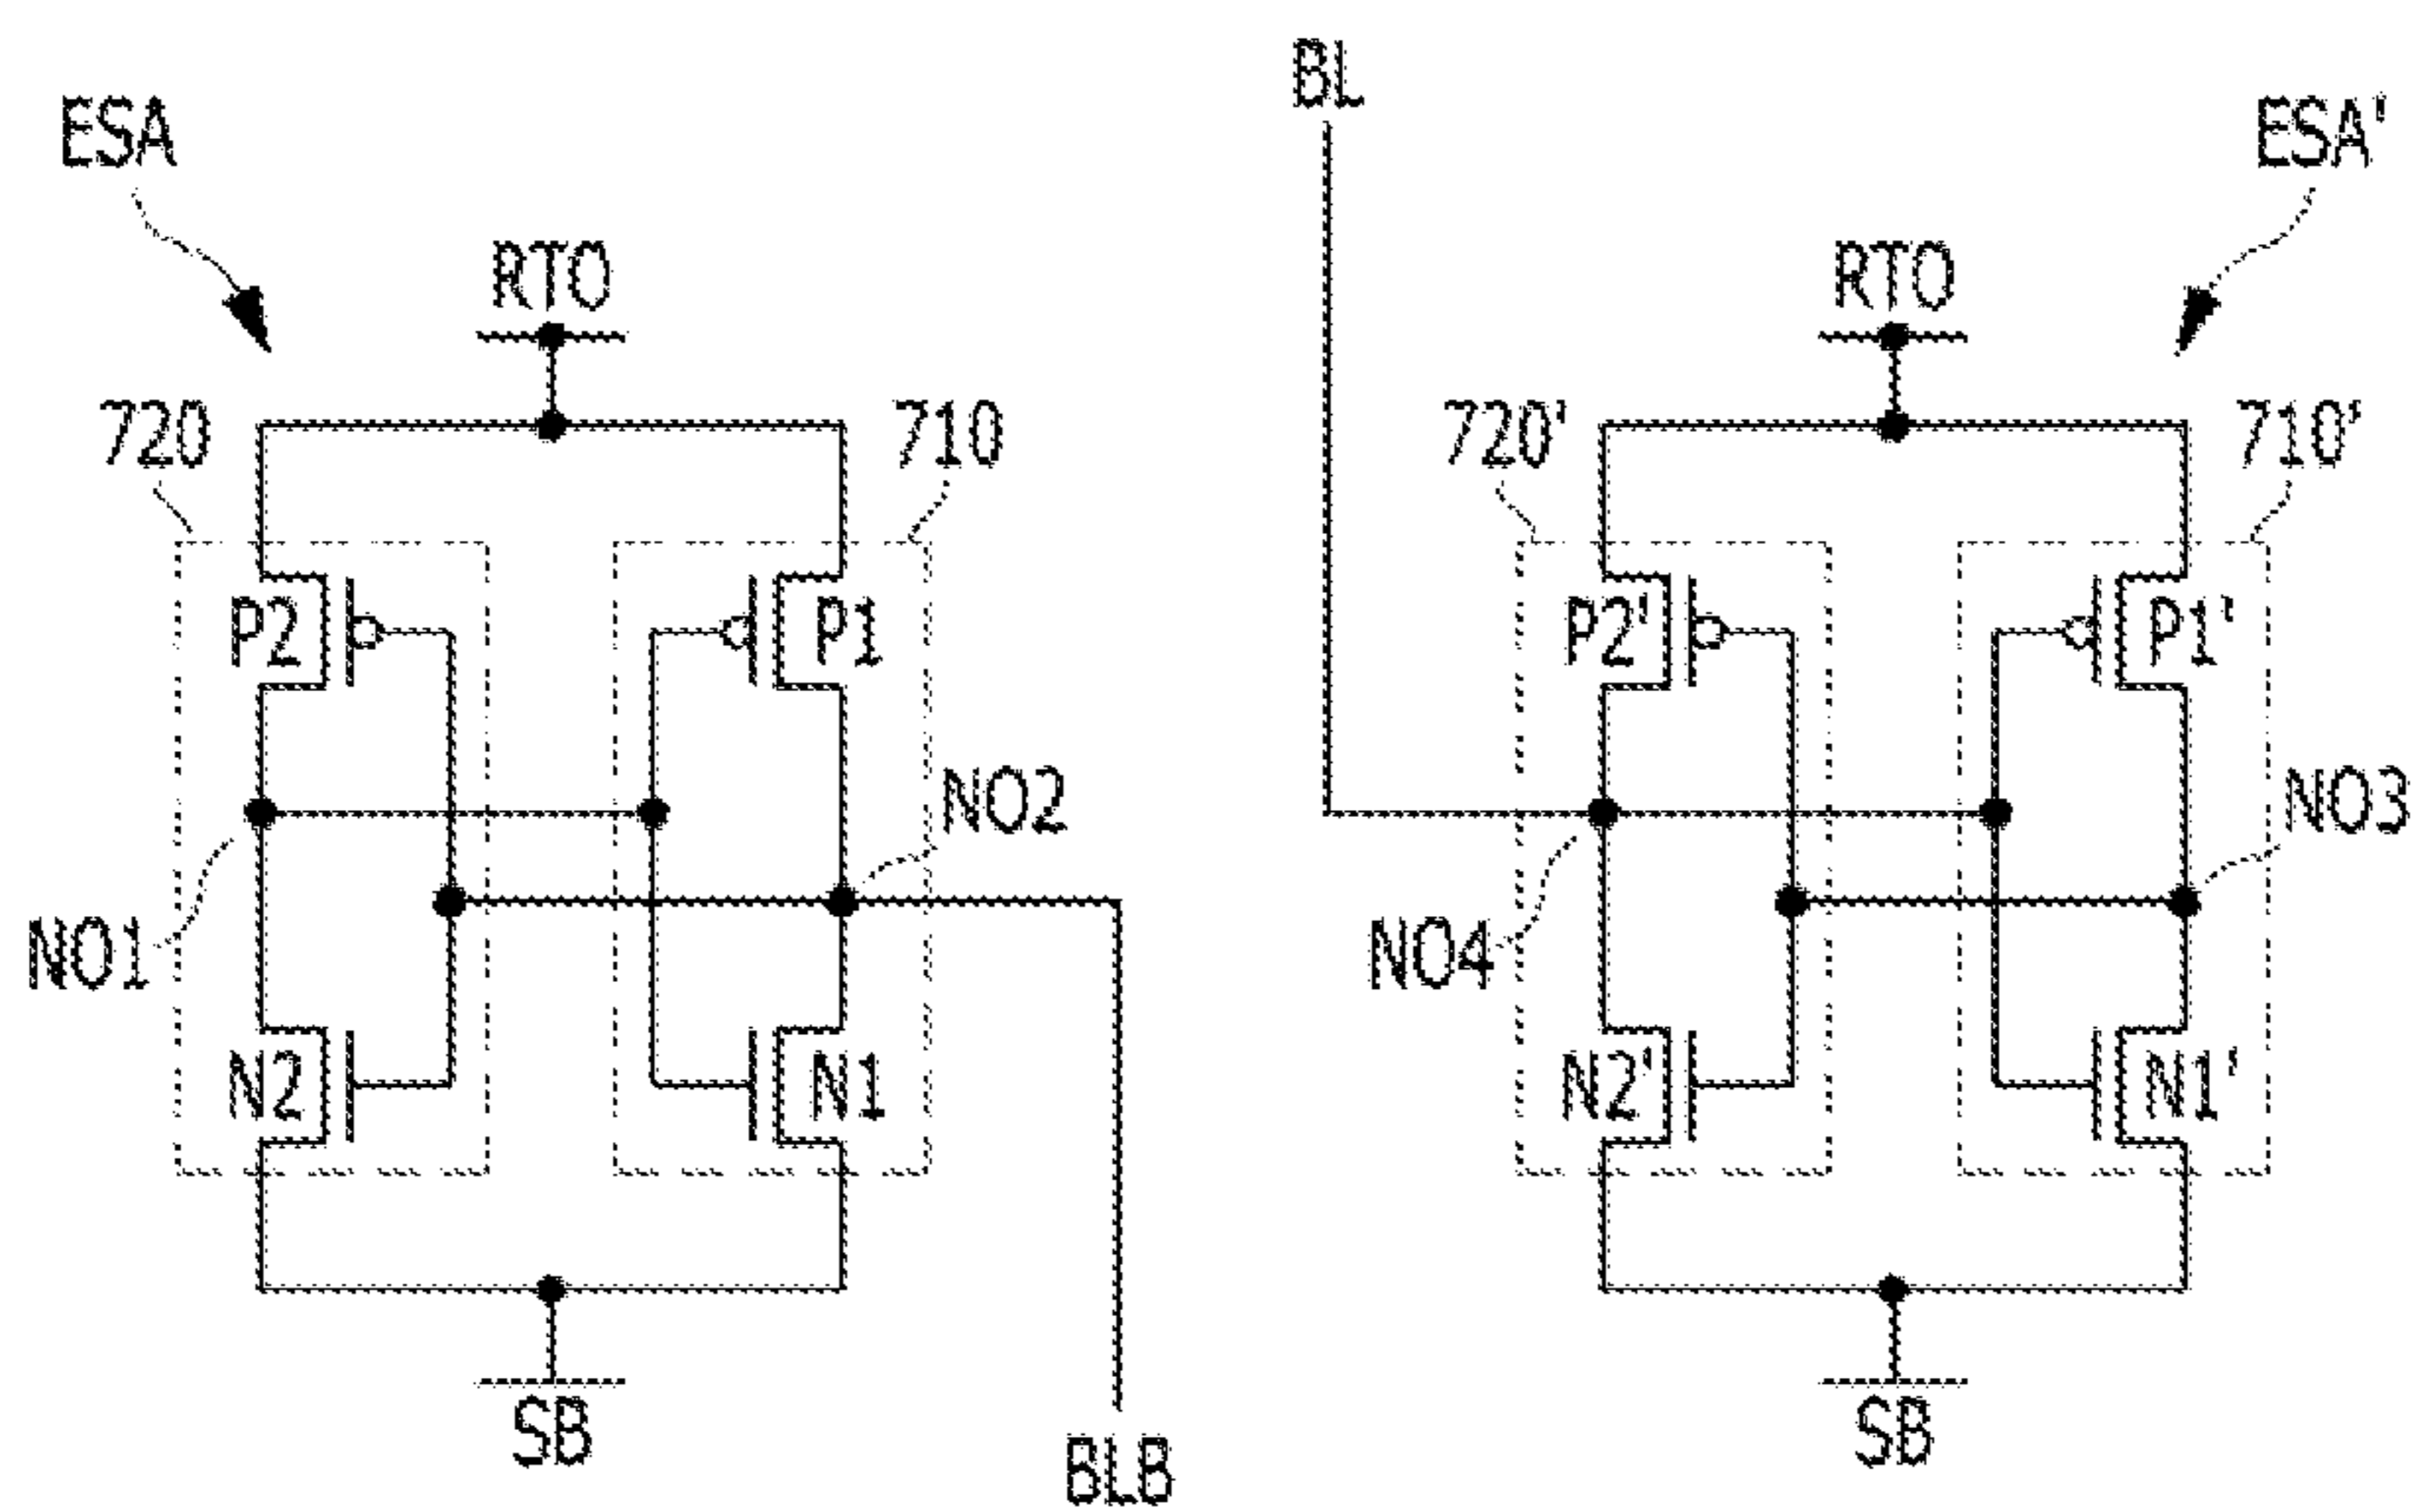 BL
ESA
ESA'
RTO
RTO
720
710
720'
710'
P2
P1
P2'
P1'
NO2
NO3
NO1
NO4
N2
N1
N2'
N1'
SB
SB
BLB